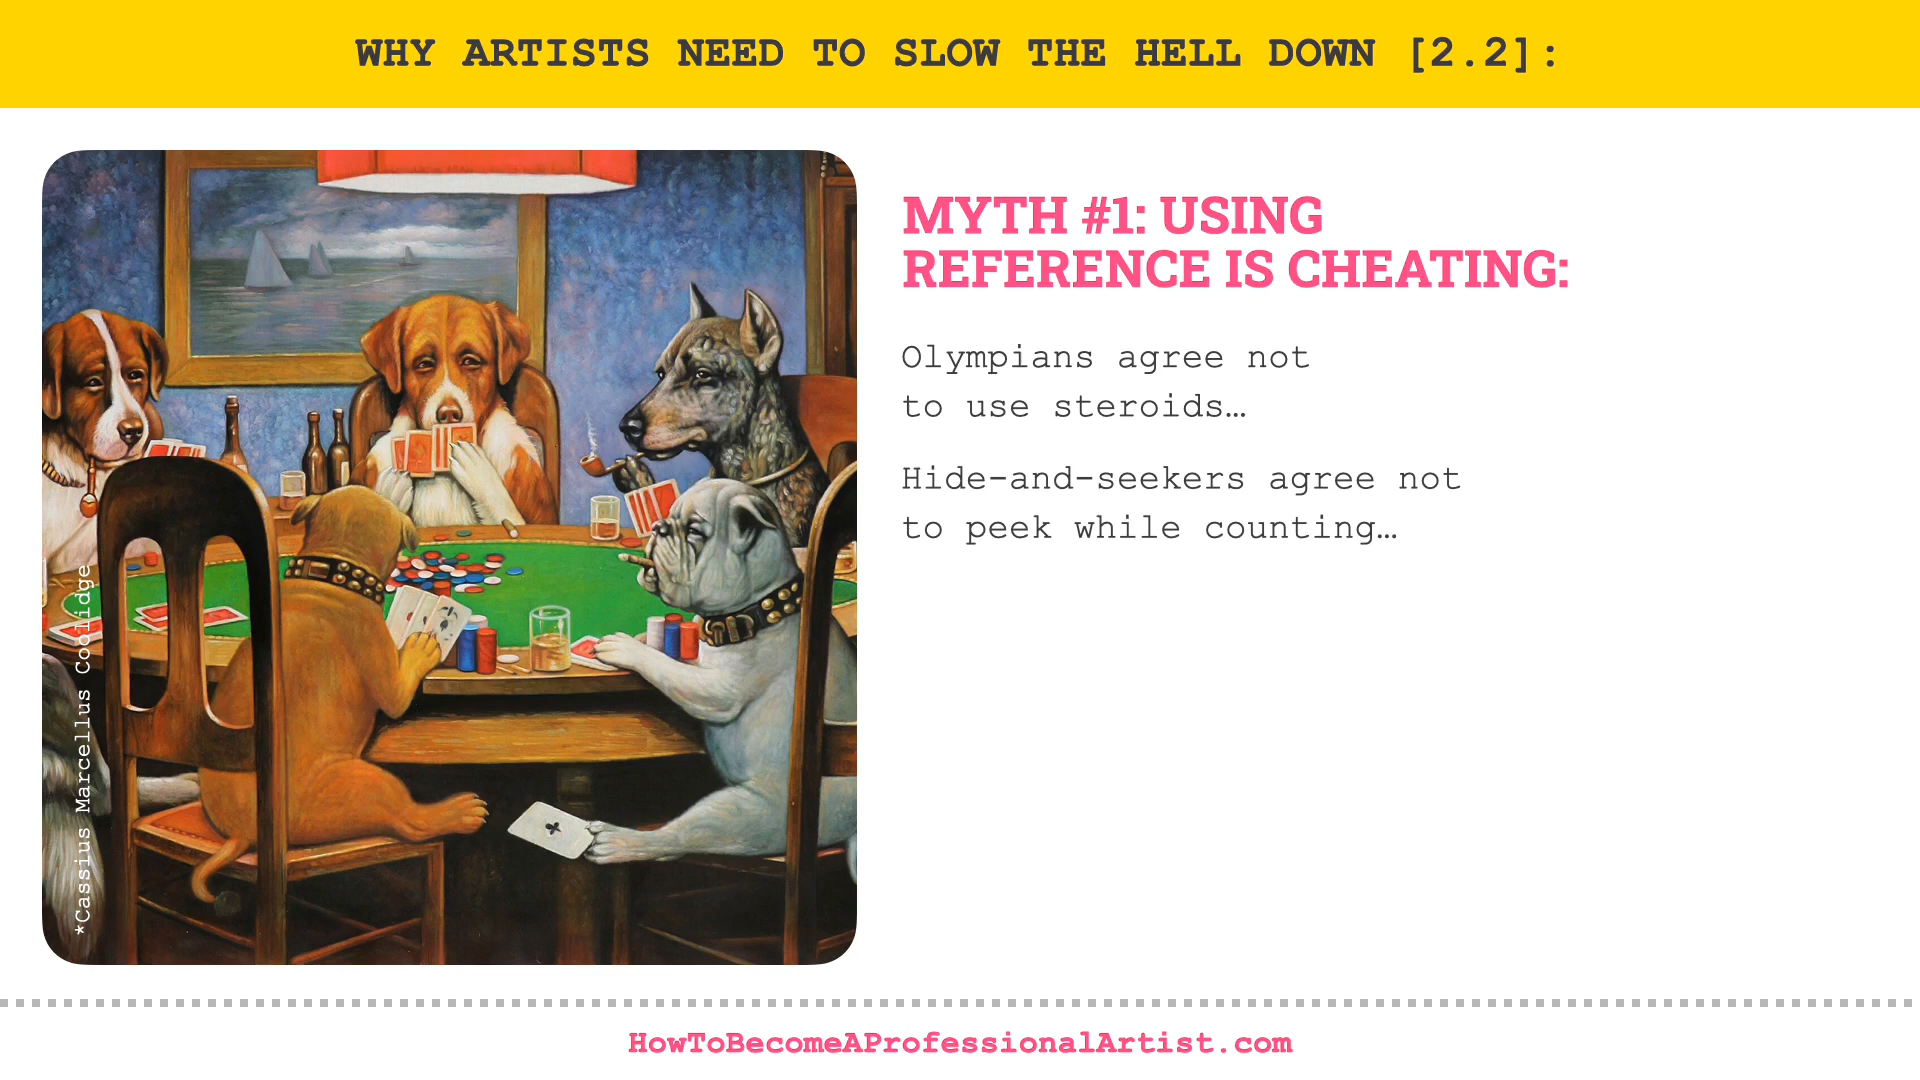 WHY ARTISTS NEED TO SLOW THE HELL DOWN [2.2]:
MYTH #1: USING
REFERENCE IS CHEATING:
Olympians agree not
to use steroids…
Hide-and-seekers agree not
to peek while counting…
*Cassius Marcellus Coolidge
HowToBecomeAProfessionalArtist.com